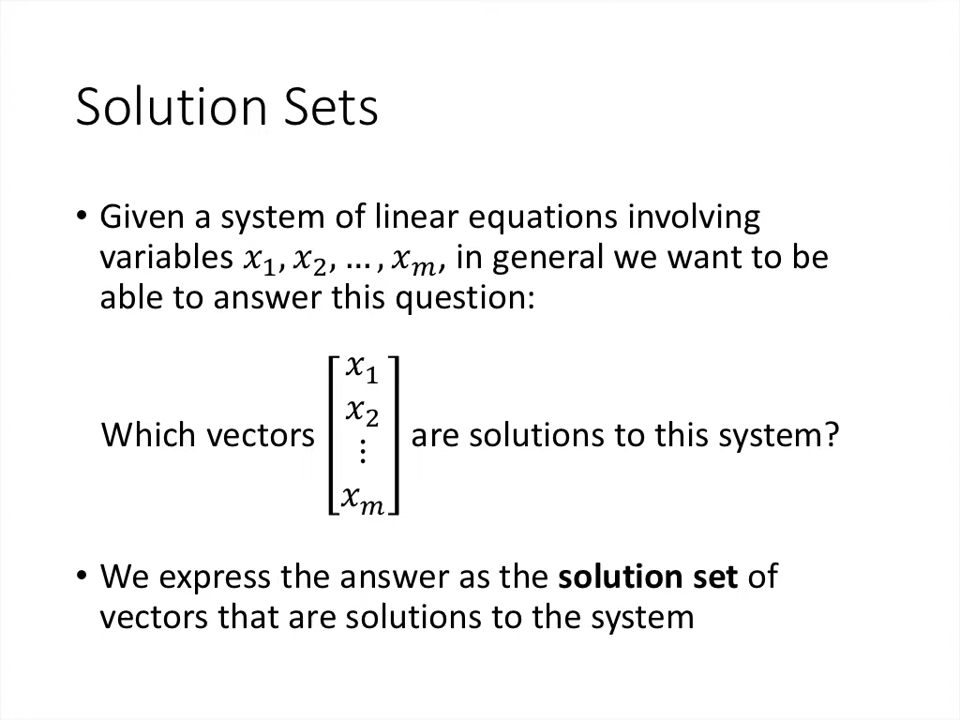 Solution Sets
• Given a system of linear equations involving
variables x₁, x₂, … , xₘ, in general we want to be
able to answer this question:
x₁
x₂
Which vectors ⋮ are solutions to this system?
xₘ
• We express the answer as the solution set of
vectors that are solutions to the system